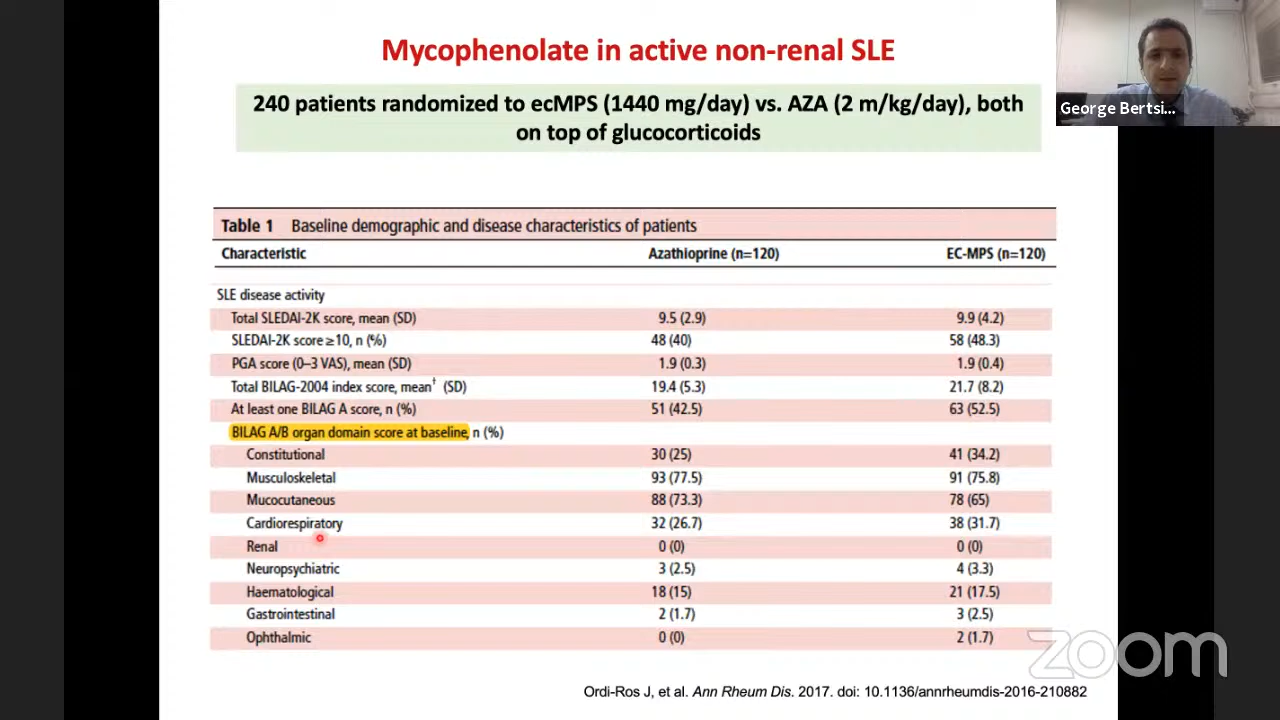 Mycophenolate in active non-renal SLE
240 patients randomized to ecMPS (1440 mg/day) vs. AZA (2 m/kg/day), both
on top of glucocorticoids
George Bertsi...
Table 1 Baseline demographic and disease characteristics of patients
Characteristic Azathioprine (n=120) EC-MPS (n=120)
SLE disease activity
Total SLEDAI-2K score, mean (SD) 9.5 (2.9) 9.9 (4.2)
SLEDAI-2K score ≥10, n (%) 48 (40) 58 (48.3)
PGA score (0–3 VAS), mean (SD) 1.9 (0.3) 1.9 (0.4)
Total BILAG-2004 index score, mean† (SD) 19.4 (5.3) 21.7 (8.2)
At least one BILAG A score, n (%) 51 (42.5) 63 (52.5)
BILAG A/B organ domain score at baseline, n (%)
Constitutional 30 (25) 41 (34.2)
Musculoskeletal 93 (77.5) 91 (75.8)
Mucocutaneous 88 (73.3) 78 (65)
Cardiorespiratory 32 (26.7) 38 (31.7)
Renal 0 (0) 0 (0)
Neuropsychiatric 3 (2.5) 4 (3.3)
Haematological 18 (15) 21 (17.5)
Gastrointestinal 2 (1.7) 3 (2.5)
Ophthalmic 0 (0) 2 (1.7)
zoom
Ordi-Ros J, et al. Ann Rheum Dis. 2017. doi: 10.1136/annrheumdis-2016-210882